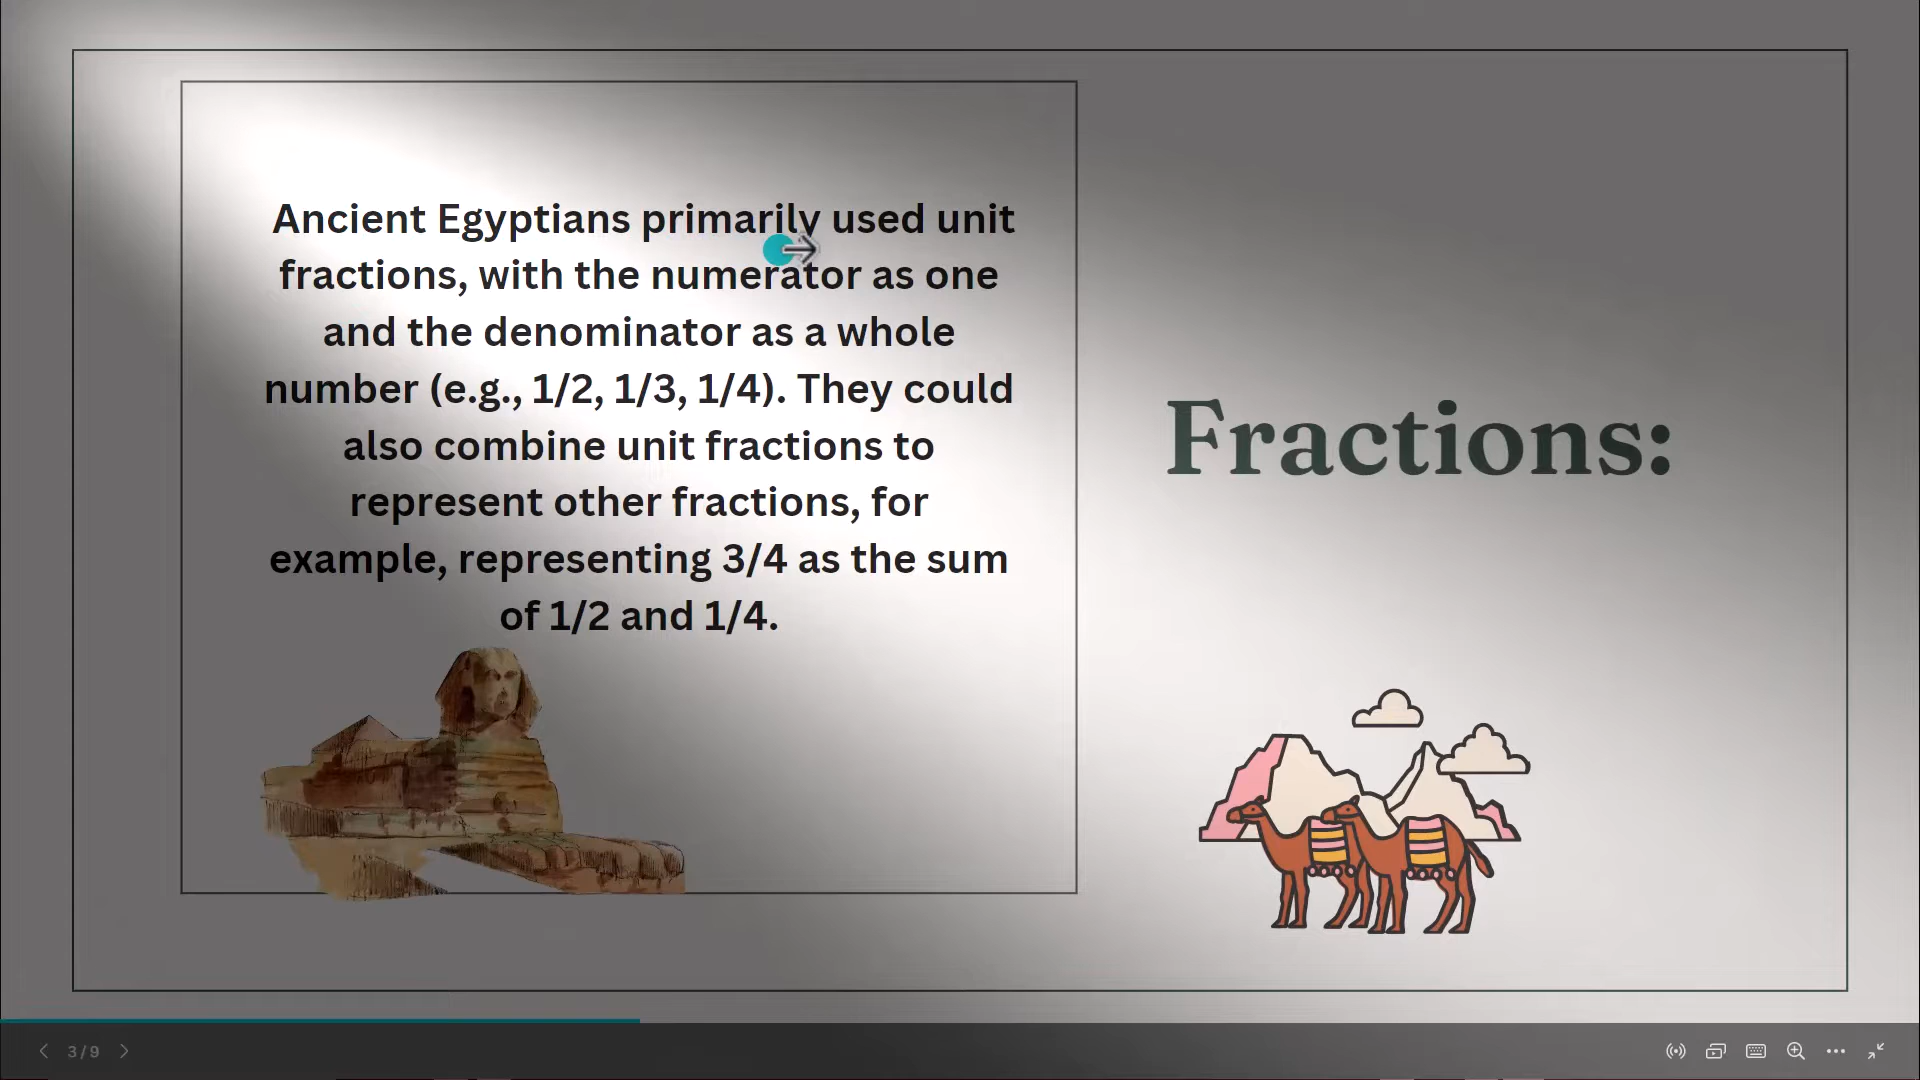 Ancient Egyptians primarily used unit
fractions, with the numerator as one
and the denominator as a whole
number (e.g., 1/2, 1/3, 1/4). They could
also combine unit fractions to
represent other fractions, for
example, representing 3/4 as the sum
of 1/2 and 1/4.
Fractions:
3/9